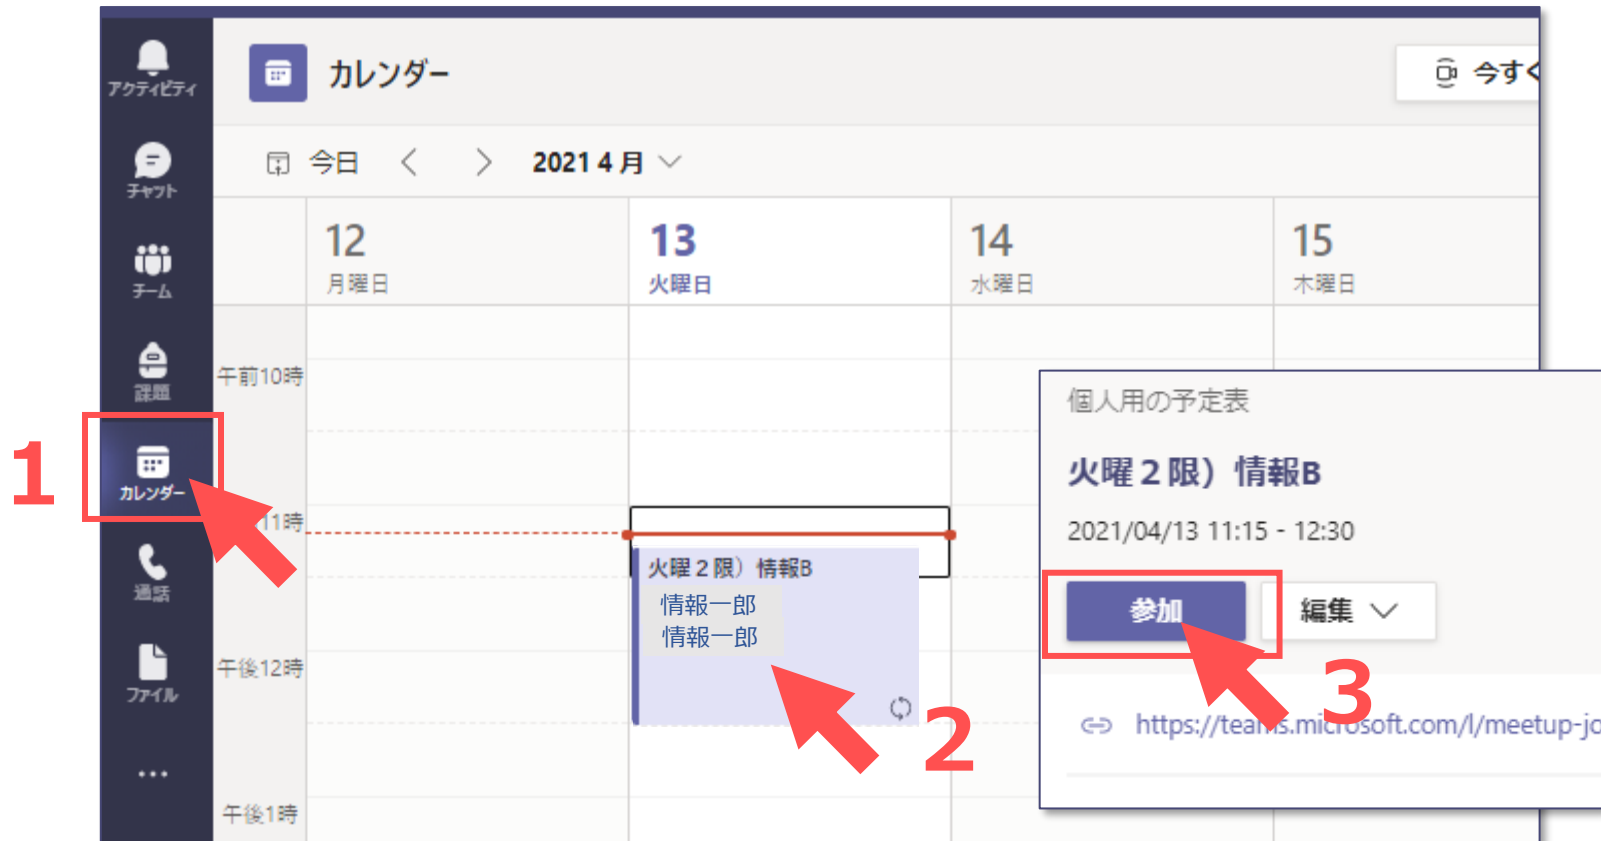 アクティビティ
チャット
チーム
課題
カレンダー
通話
ファイル
1
カレンダー
今すぐ
今日
2021 4 月
12
月曜日
13
火曜日
14
水曜日
15
木曜日
午前10時
11時
午後12時
午後1時
火曜２限）情報B
情報一郎
情報一郎
2
個人用の予定表
火曜２限）情報B
2021/04/13 11:15 - 12:30
参加
編集
3
https://teams.microsoft.com/l/meetup-jo